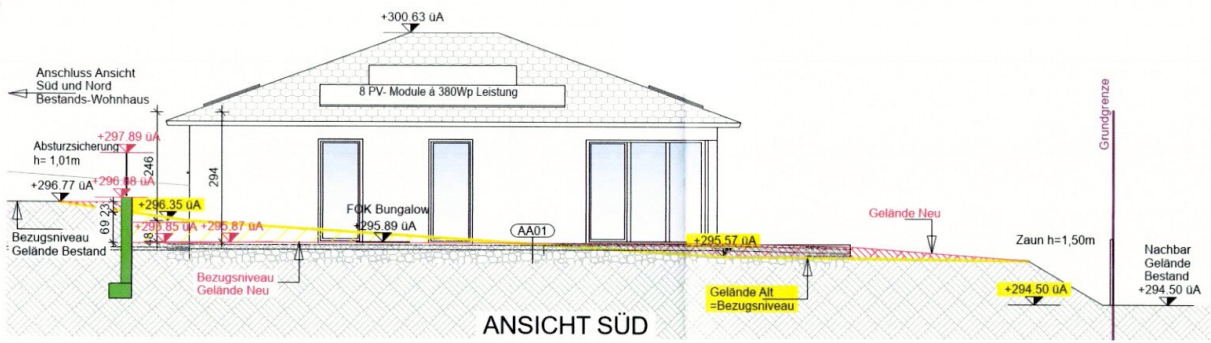 +300.63 üA
Anschluss Ansicht
Süd und Nord
Bestands-Wohnhaus
8 PV- Module á 380Wp Leistung
Grundgrenze
+297.89 üA
Absturzsicherung
h= 1,01m
246
294
+296.77 üA
+296.35 üA
23
69
48
+295.87 üA
FOK Bungalow
+295.89 üA
AA01
Gelände Neu
+295.57 üA
Zaun h=1,50m
Bezugsniveau
Gelände Bestand
Bezugsniveau
Gelände Neu
Gelände Alt
=Bezugsniveau
+294.50 üA
Nachbar
Gelände
Bestand
+294.50 üA
ANSICHT SÜD